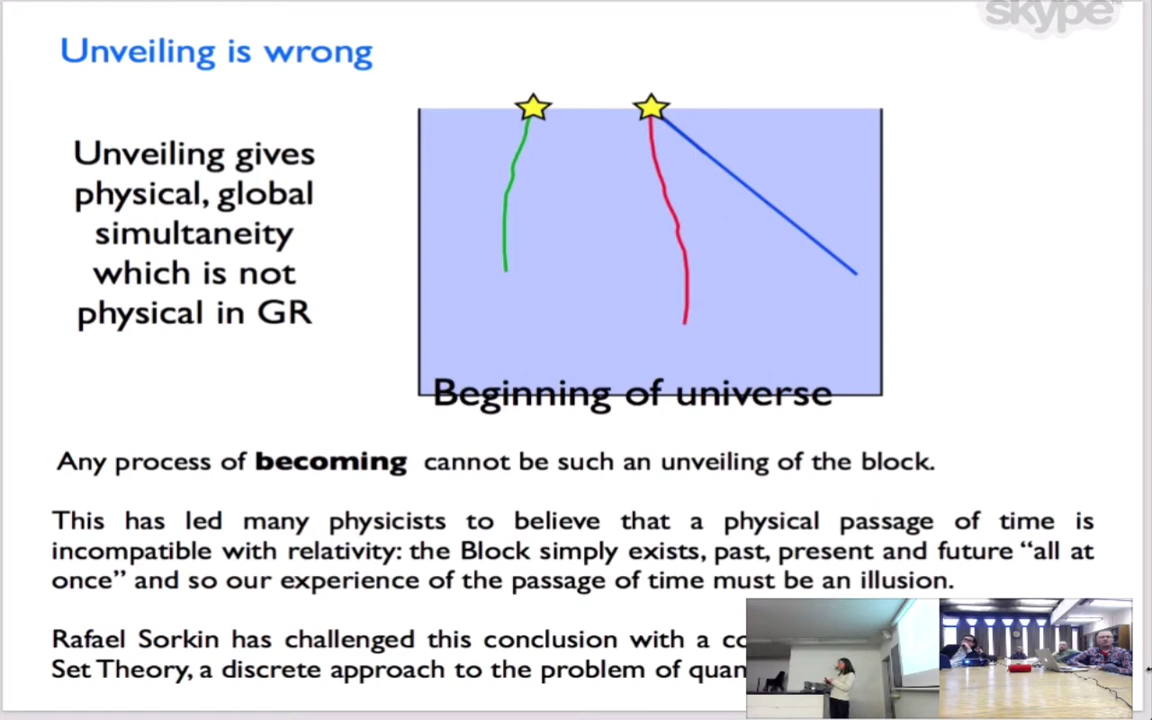 skype
Unveiling is wrong
Unveiling gives
physical, global
simultaneity
which is not
physical in GR
Beginning of universe
Any process of becoming cannot be such an unveiling of the block.
This has led many physicists to believe that a physical passage of time is
incompatible with relativity: the Block simply exists, past, present and future “all at
once” and so our experience of the passage of time must be an illusion.
Rafael Sorkin has challenged this conclusion with a
Set Theory, a discrete approach to the problem of